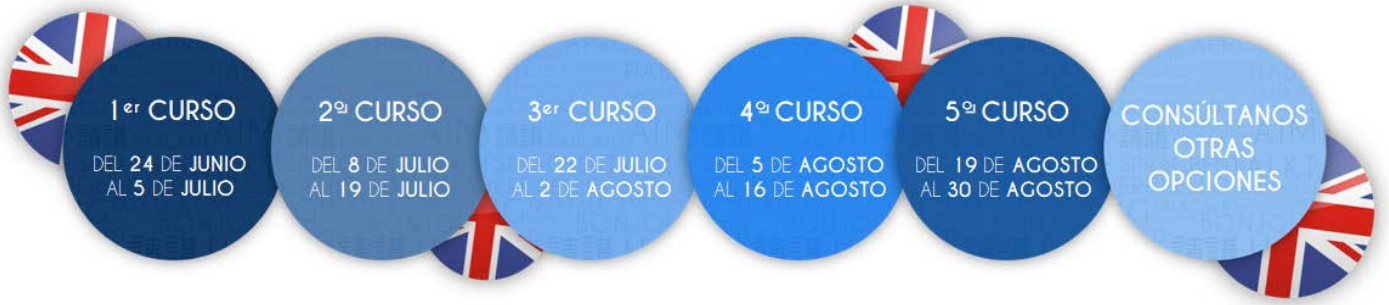 1er CURSO
DEL 24 DE JUNIO
AL 5 DE JULIO
2º CURSO
DEL 8 DE JULIO
AL 19 DE JULIO
3er CURSO
DEL 22 DE JULIO
AL 2 DE AGOSTO
4º CURSO
DEL 5 DE AGOSTO
AL 16 DE AGOSTO
5º CURSO
DEL 19 DE AGOSTO
AL 30 DE AGOSTO
CONSÚLTANOS
OTRAS
OPCIONES